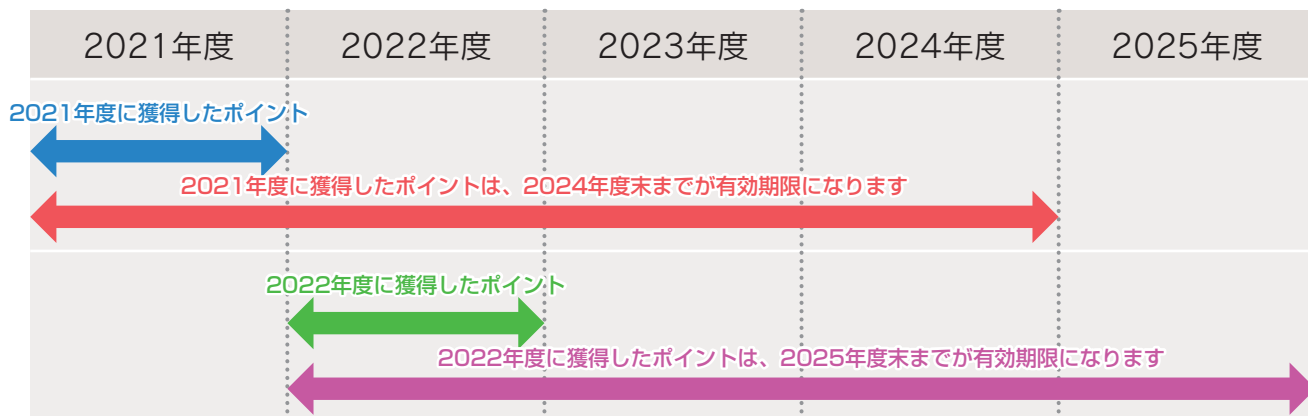 2021年度 2022年度 2023年度 2024年度 2025年度
2021年度に獲得したポイント
2021年度に獲得したポイントは、2024年度末までが有効期限になります
2022年度に獲得したポイント
2022年度に獲得したポイントは、2025年度末までが有効期限になります